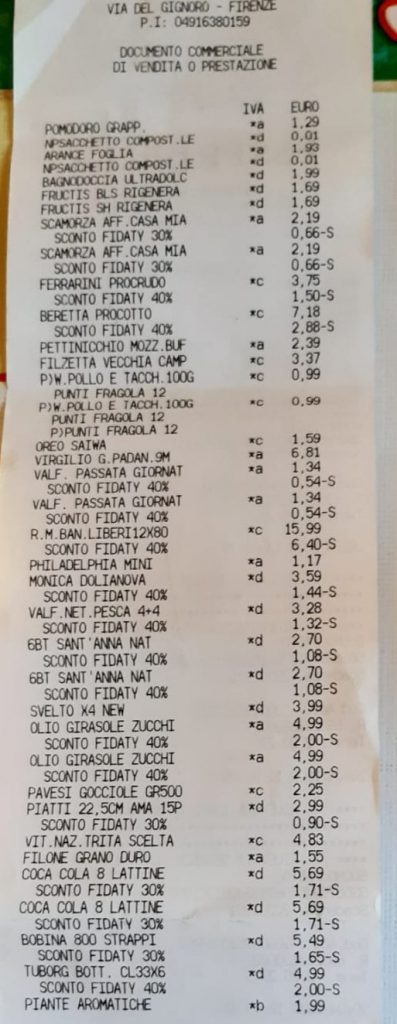 VIA DEL GIGNORO - FIRENZE
P.I: 04916380159
DOCUMENTO COMMERCIALE
DI VENDITA O PRESTAZIONE
IVA EURO
POMODORO GRAPP. *a 1,29
NPSACCHETTO COMPOST.LE *d 0,01
ARANCE FOGLIA *a 1,93
NPSACCHETTO COMPOST.LE *d 0,01
BAGNODOCCIA ULTRADOLC *d 1,99
FRUCTIS BLS RIGENERA *d 1,69
FRUCTIS SH RIGENERA *d 1,69
SCAMORZA AFF.CASA MIA *a 2,19
SCONTO FIDATY 30% 0,66-S
SCAMORZA AFF.CASA MIA *a 2,19
SCONTO FIDATY 30% 0,66-S
FERRARINI PROCRUDO *c 3,75
SCONTO FIDATY 40% 1,50-S
BERETTA PROCOTTO *c 7,18
SCONTO FIDATY 40% 2,88-S
PETTINICCHIO MOZZ.BUF *a 2,39
FILZETTA VECCHIA CAMP *c 3,37
P)W.POLLO E TACCH.100G *c 0,99
PUNTI FRAGOLA 12
P)W.POLLO E TACCH.100G *c 0,99
PUNTI FRAGOLA 12
P)PUNTI FRAGOLA 12
OREO SAIWA *c 1,59
VIRGILIO G.PADAN.9M *a 6,81
VALF. PASSATA GIORNAT *a 1,34
SCONTO FIDATY 40% 0,54-S
VALF. PASSATA GIORNAT *a 1,34
SCONTO FIDATY 40% 0,54-S
R.M.BAN.LIBERI12X80 *c 15,99
SCONTO FIDATY 40% 6,40-S
PHILADELPHIA MINI *a 1,17
MONICA DOLIANOVA *d 3,59
SCONTO FIDATY 40% 1,44-S
VALF.NET.PESCA 4+4 *d 3,28
SCONTO FIDATY 40% 1,32-S
6BT SANT'ANNA NAT *d 2,70
SCONTO FIDATY 40% 1,08-S
6BT SANT'ANNA NAT *d 2,70
SCONTO FIDATY 40% 1,08-S
SVELTO X4 NEW *d 3,99
OLIO GIRASOLE ZUCCHI *a 4,99
SCONTO FIDATY 40% 2,00-S
OLIO GIRASOLE ZUCCHI *a 4,99
SCONTO FIDATY 40% 2,00-S
PAVESI GOCCIOLE GR500 *c 2,25
PIATTI 22,5CM AMA 15P *d 2,99
SCONTO FIDATY 30% 0,90-S
VIT.NAZ.TRITA SCELTA *c 4,83
FILONE GRANO DURO *a 1,55
COCA COLA 8 LATTINE *d 5,69
SCONTO FIDATY 30% 1,71-S
COCA COLA 8 LATTINE *d 5,69
SCONTO FIDATY 30% 1,71-S
BOBINA 800 STRAPPI *d 5,49
SCONTO FIDATY 30% 1,65-S
TUBORG BOTT. CL33X6 *d 4,99
SCONTO FIDATY 40% 2,00-S
PIANTE AROMATICHE *b 1,99